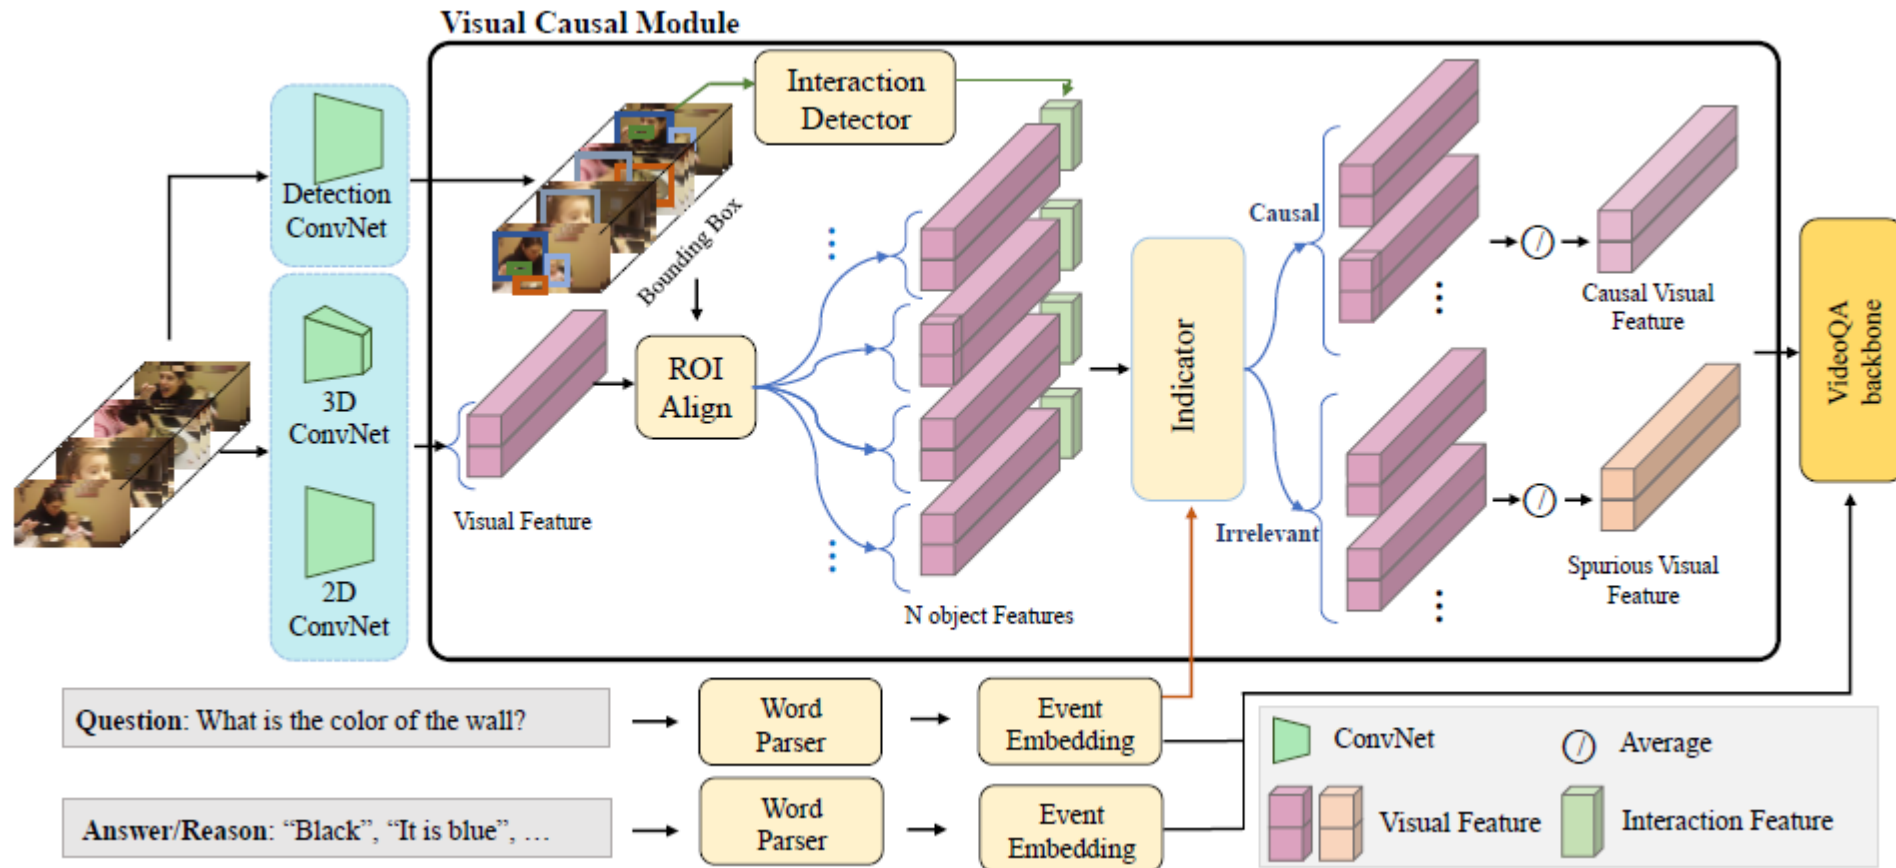 Visual Causal Module
Interaction
Detector
Detection
ConvNet
Bounding Box
3D
ConvNet
2D
ConvNet
Visual Feature
ROI
Align
N object Features
Indicator
Causal
Irrelevant
Causal Visual
Feature
Spurious Visual
Feature
VideoQA
backbone
Question: What is the color of the wall?
Word
Parser
Event
Embedding
Answer/Reason: “Black”, “It is blue”, …
Word
Parser
Event
Embedding
ConvNet
Average
Visual Feature
Interaction Feature